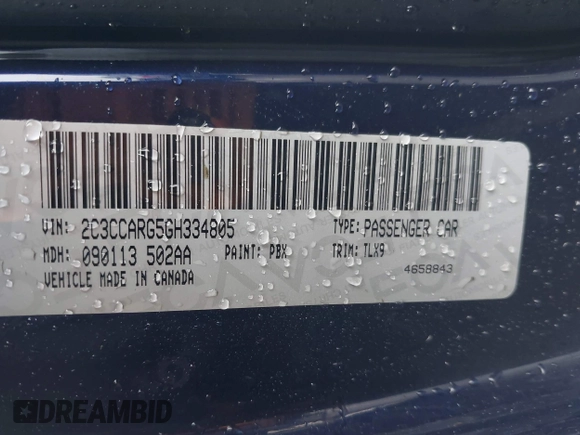 VIN: 2C3CCARG5GH334805 TYPE: PASSENGER CAR
MDH: 090113 502AA PAINT: PBX TRIM: TLX9
VEHICLE MADE IN CANADA 4658843
DREAMBID